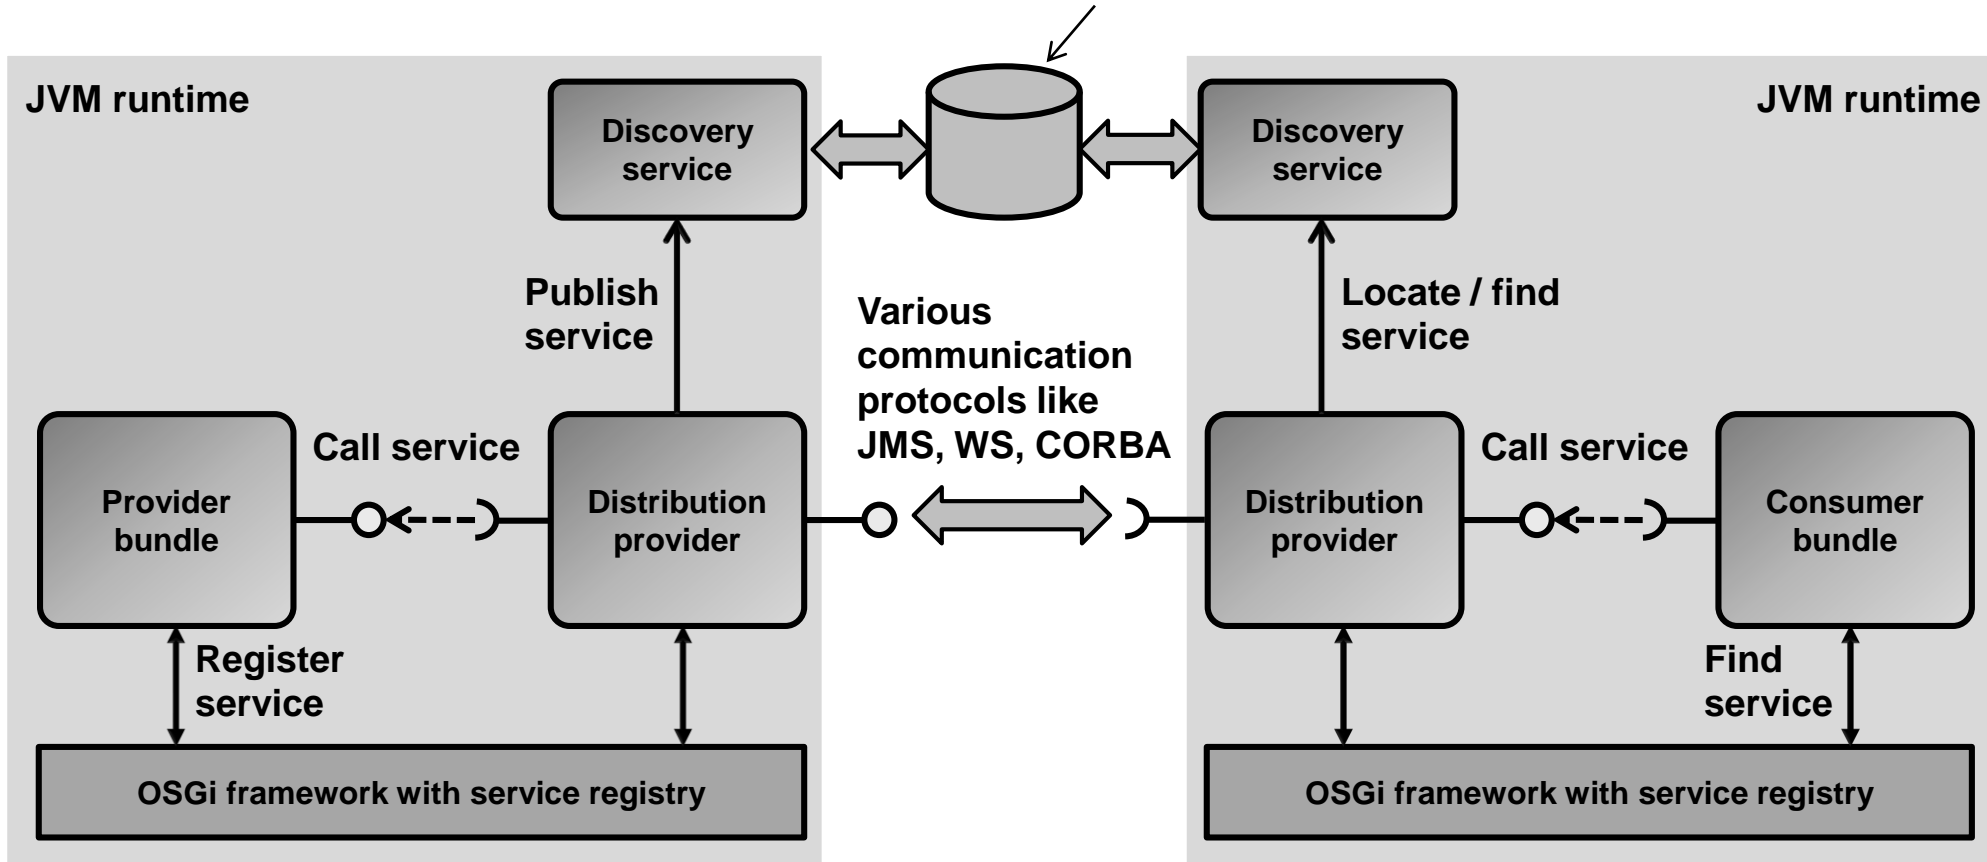 JVM runtime
Discovery
service
Publish
service
Provider
bundle
Call service
Distribution
provider
Register
service
OSGi framework with service registry
Various
communication
protocols like
JMS, WS, CORBA
JVM runtime
Discovery
service
Locate / find
service
Distribution
provider
Call service
Consumer
bundle
Find
service
OSGi framework with service registry